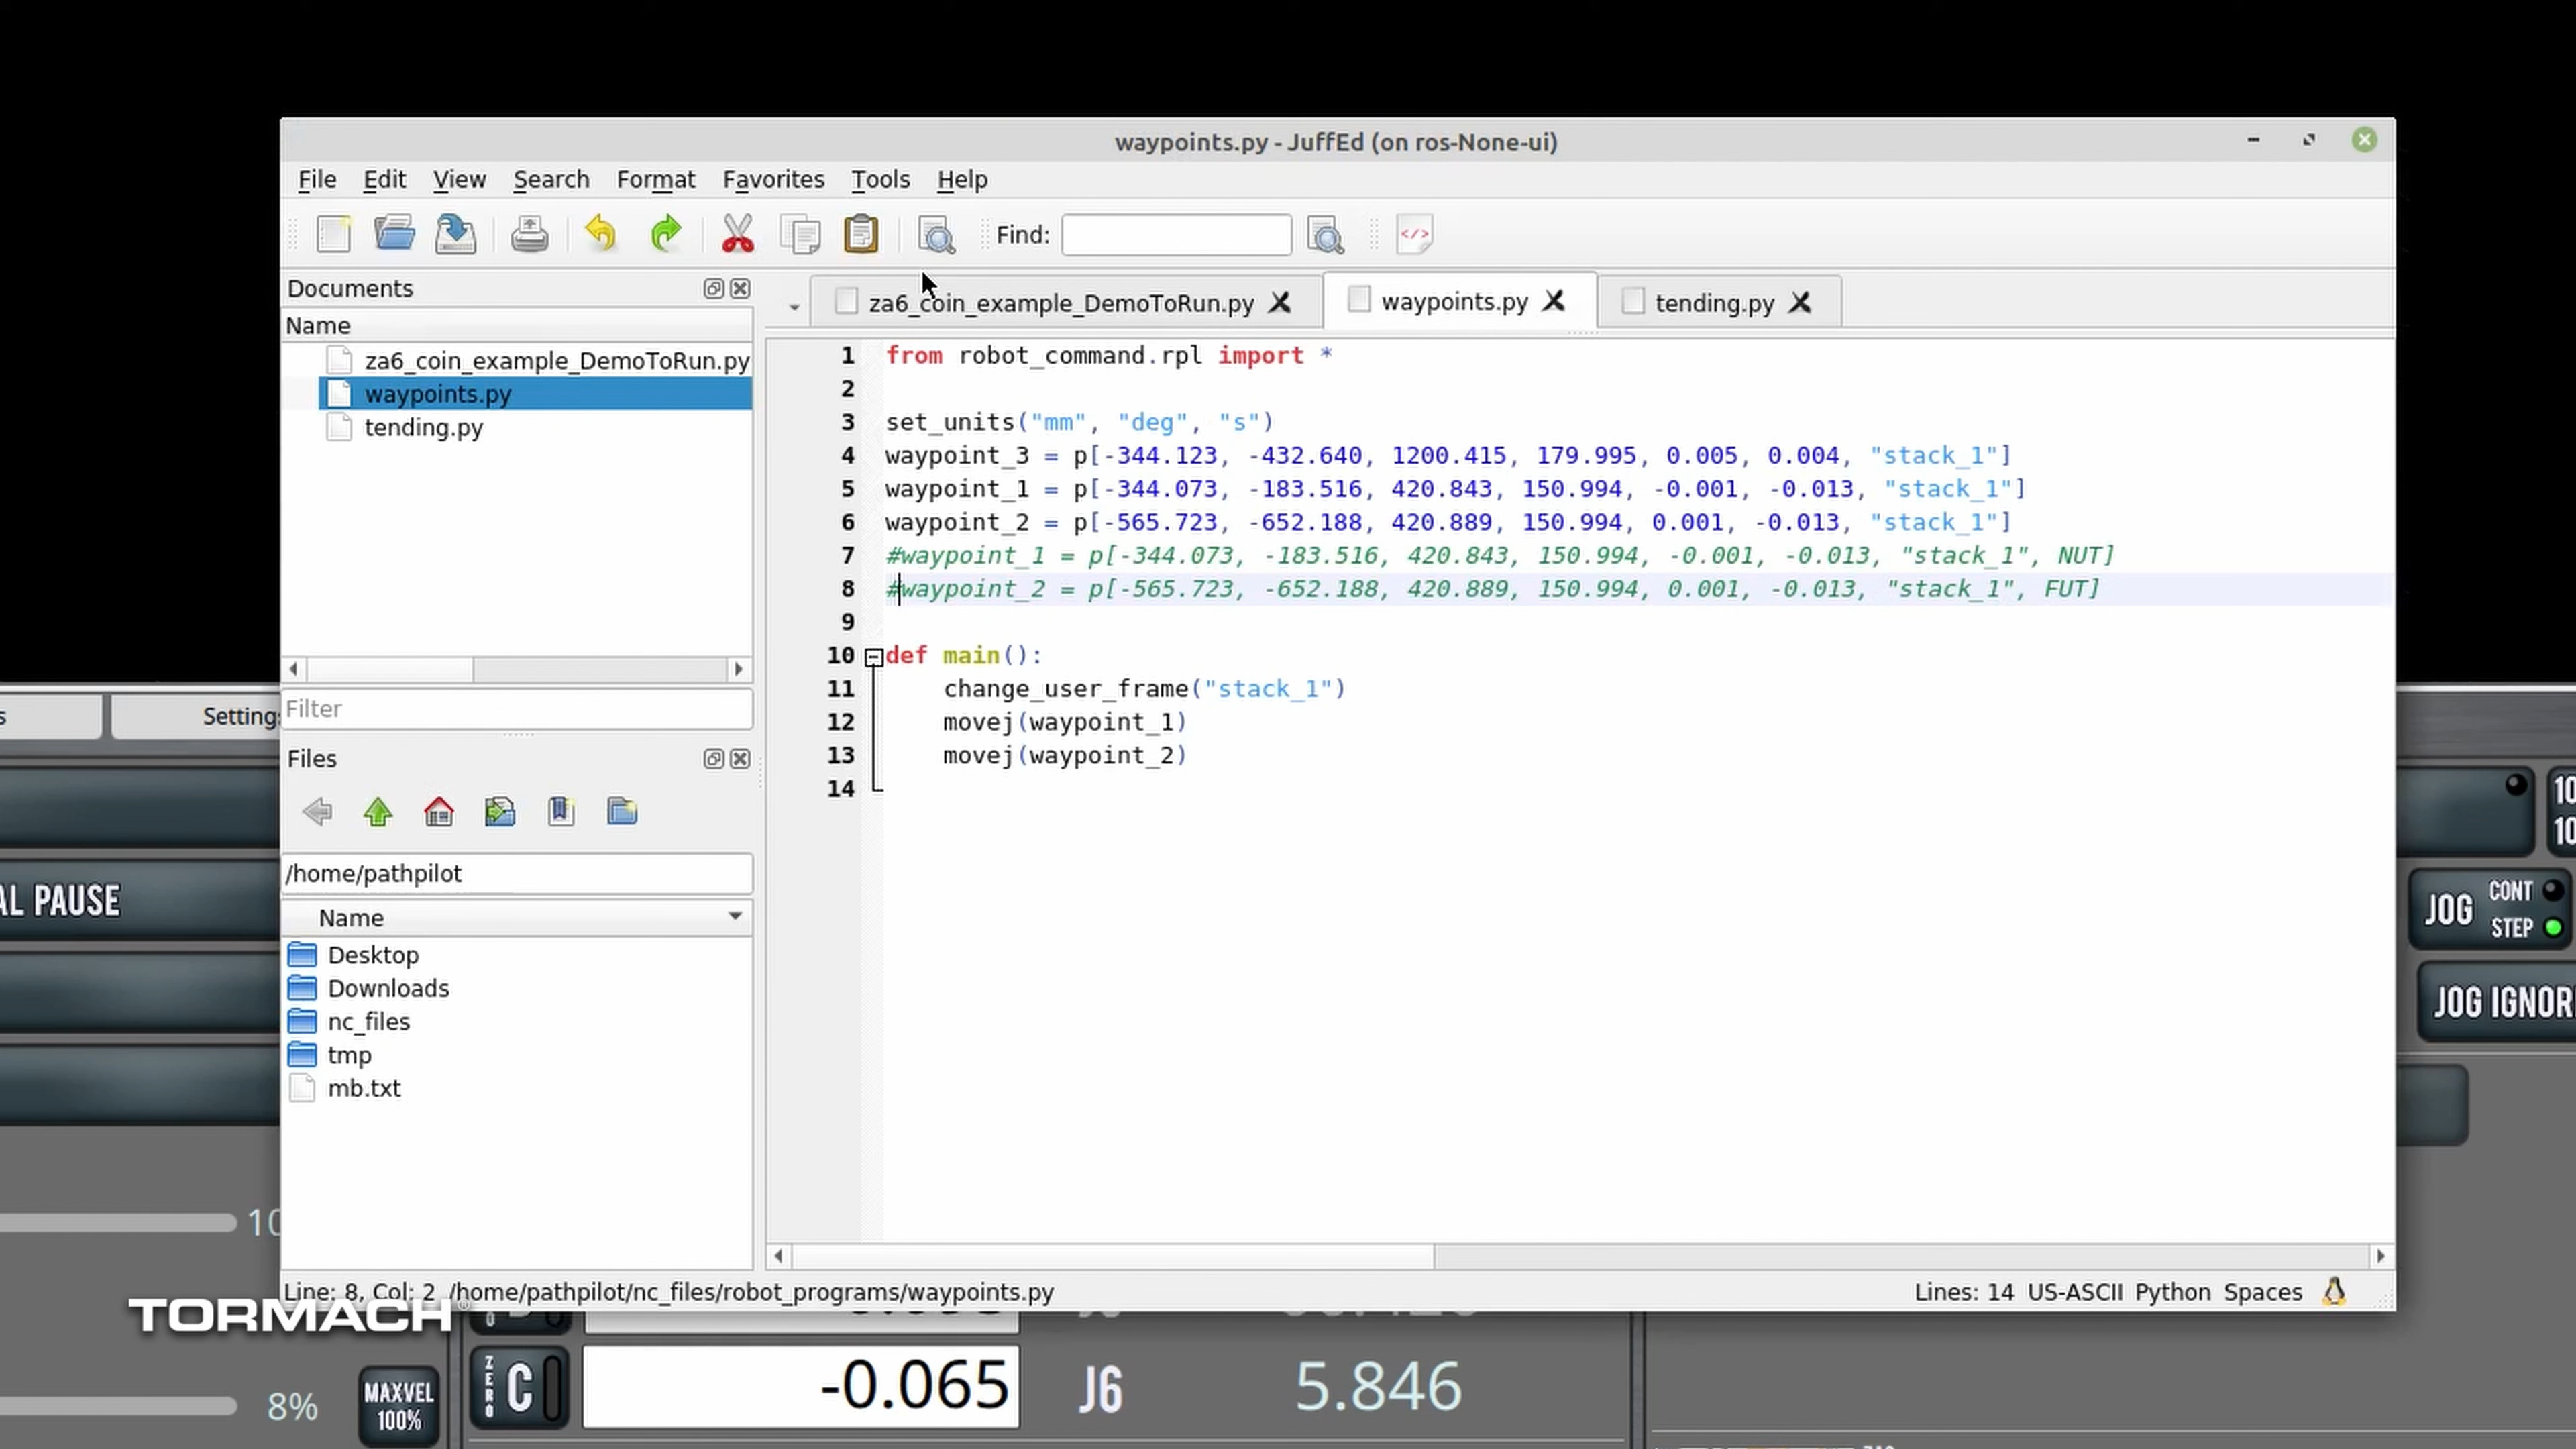 waypoints.py - JuffEd (on ros-None-ui)
File Edit View Search Format Favorites Tools Help
Find:
Documents
Name
za6_coin_example_DemoToRun.py
waypoints.py
tending.py
Filter
Files
/home/pathpilot
Name
Desktop
Downloads
nc_files
tmp
mb.txt
za6_coin_example_DemoToRun.py waypoints.py tending.py
1 from robot_command.rpl import *
2
3 set_units("mm", "deg", "s")
4 waypoint_3 = p[-344.123, -432.640, 1200.415, 179.995, 0.005, 0.004, "stack_1"]
5 waypoint_1 = p[-344.073, -183.516, 420.843, 150.994, -0.001, -0.013, "stack_1"]
6 waypoint_2 = p[-565.723, -652.188, 420.889, 150.994, 0.001, -0.013, "stack_1"]
7 #waypoint_1 = p[-344.073, -183.516, 420.843, 150.994, -0.001, -0.013, "stack_1", NUT]
8 #waypoint_2 = p[-565.723, -652.188, 420.889, 150.994, 0.001, -0.013, "stack_1", FUT]
9
10 def main():
11 change_user_frame("stack_1")
12 movej(waypoint_1)
13 movej(waypoint_2)
14
Line: 8, Col: 2 /home/pathpilot/nc_files/robot_programs/waypoints.py
Lines: 14 US-ASCII Python Spaces
s Setting
AL PAUSE
10
8%
MAXVEL
100%
TORMACH®
ZERO C -0.065 J6 5.846
10
10
JOG CONT
STEP
JOG IGNOR